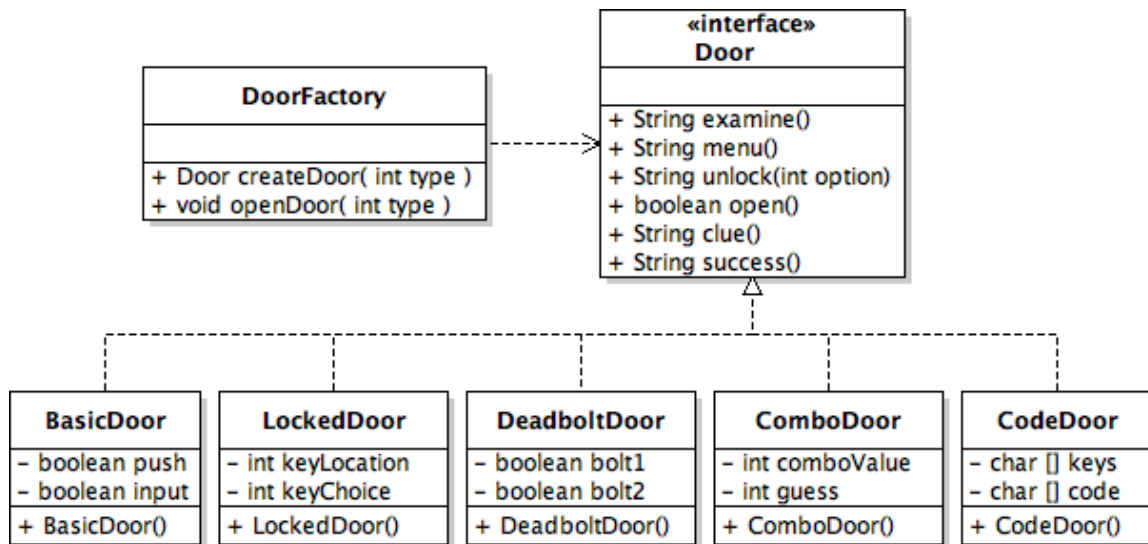 «interface»
Door
+ String examine()
+ String menu()
+ String unlock(int option)
+ boolean open()
+ String clue()
+ String success()
DoorFactory
+ Door createDoor( int type )
+ void openDoor( int type )
BasicDoor
- boolean push
- boolean input
+ BasicDoor()
LockedDoor
- int keyLocation
- int keyChoice
+ LockedDoor()
DeadboltDoor
- boolean bolt1
- boolean bolt2
+ DeadboltDoor()
ComboDoor
- int comboValue
- int guess
+ ComboDoor()
CodeDoor
- char [] keys
- char [] code
+ CodeDoor()